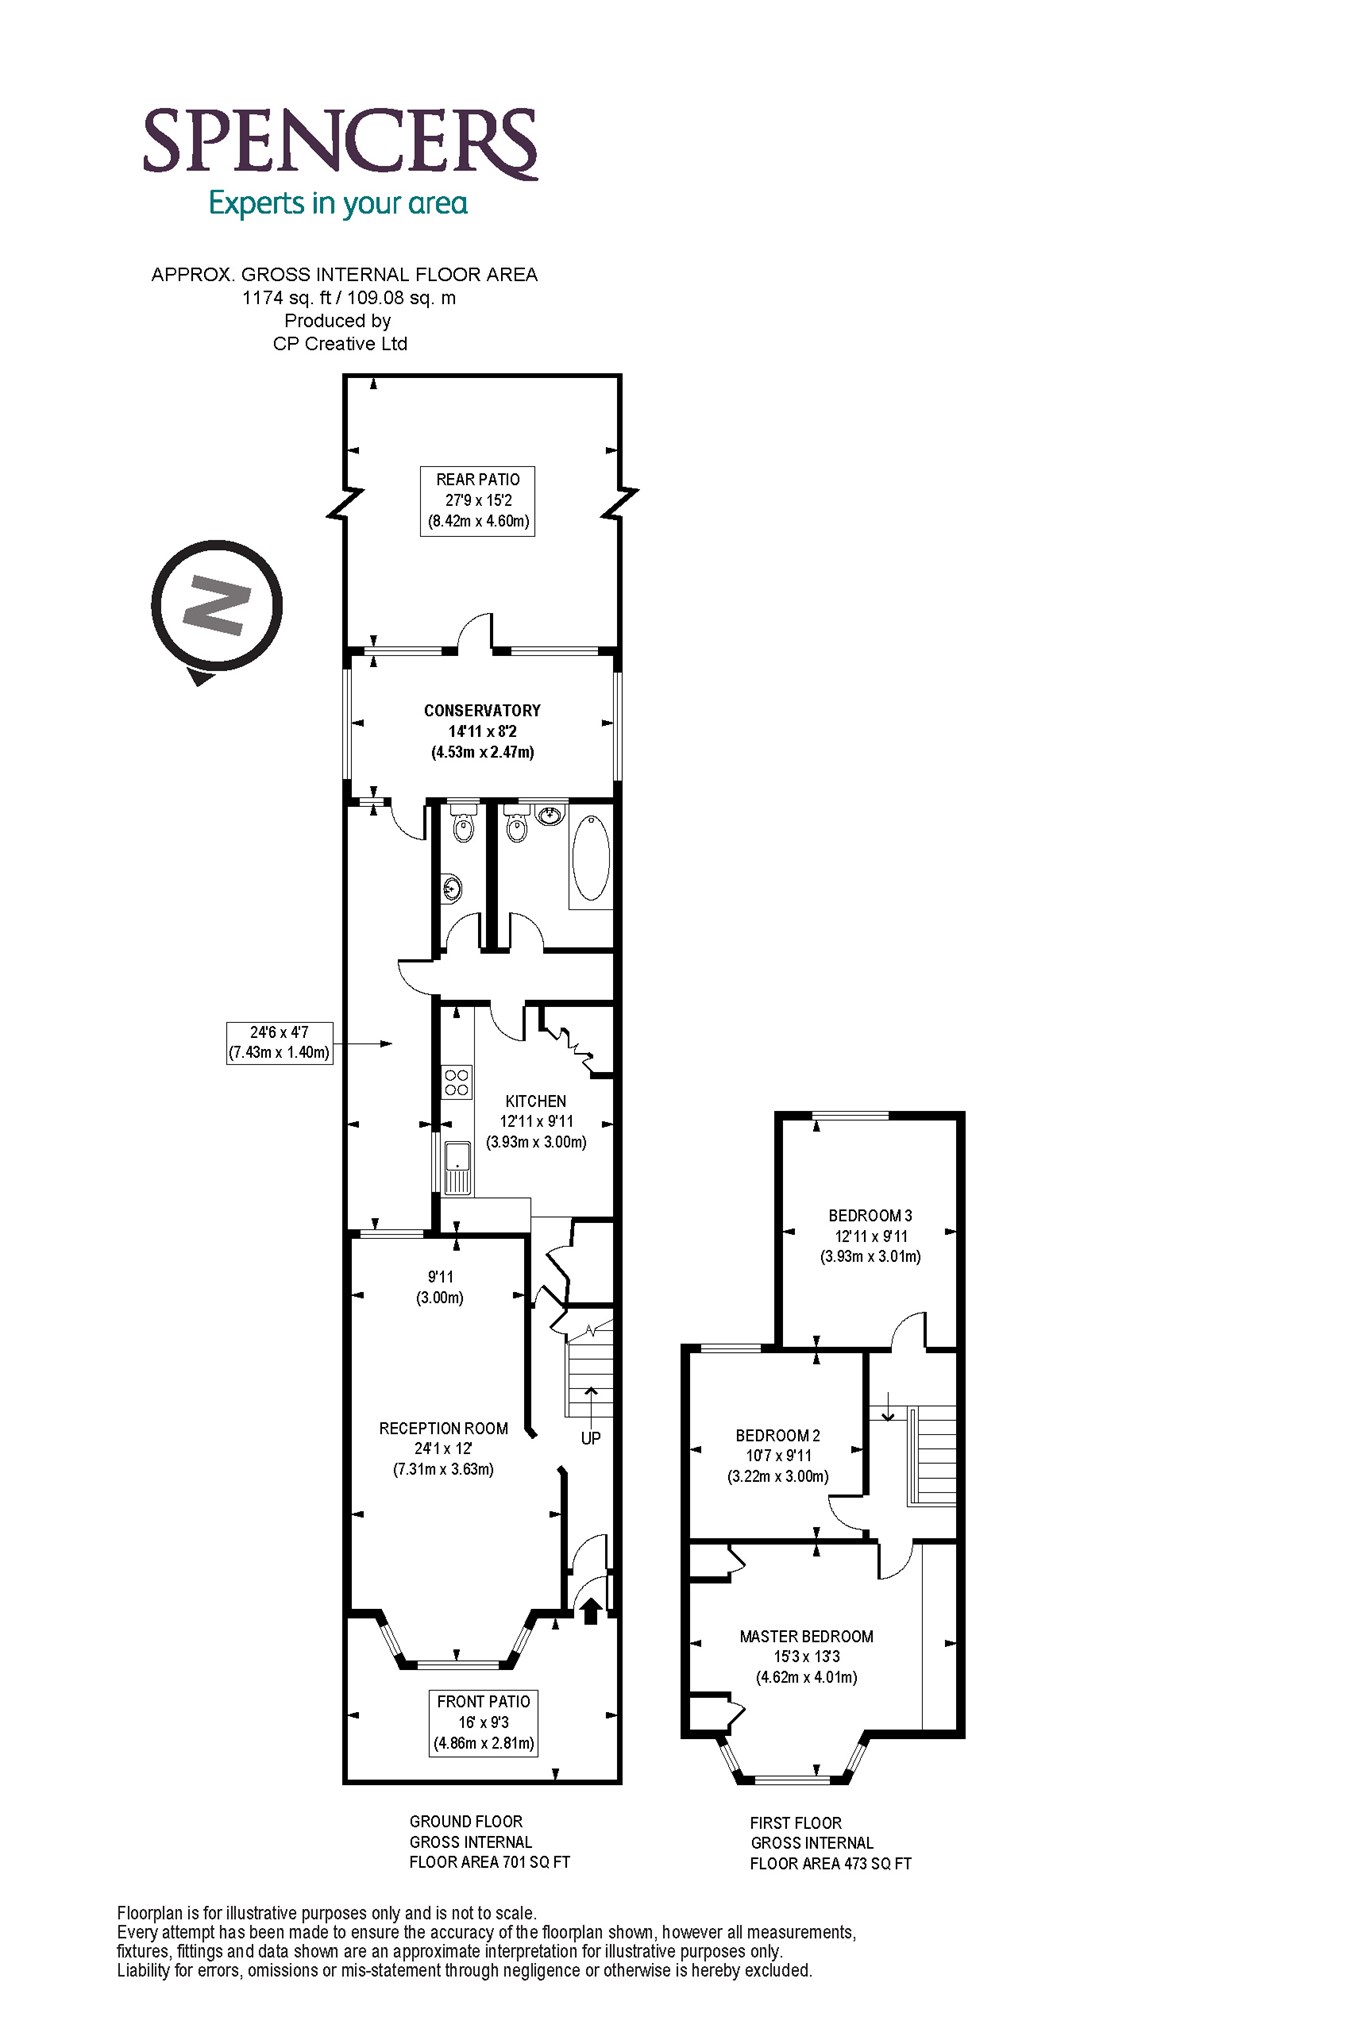 SPENCERS
Experts in your area
APPROX. GROSS INTERNAL FLOOR AREA
1174 sq. ft / 109.08 sq. m
Produced by
CP Creative Ltd
REAR PATIO
27'9 x 15'2
(8.42m x 4.60m)
N
CONSERVATORY
14'11 x 8'2
(4.53m x 2.47m)
24'6 x 4'7
(7.43m x 1.40m)
KITCHEN
12'11 x 9'11
(3.93m x 3.00m)
9'11
(3.00m)
RECEPTION ROOM
24'1 x 12'
(7.31m x 3.63m)
UP
FRONT PATIO
16' x 9'3
(4.86m x 2.81m)
GROUND FLOOR
GROSS INTERNAL
FLOOR AREA 701 SQ FT
BEDROOM 3
12'11 x 9'11
(3.93m x 3.01m)
BEDROOM 2
10'7 x 9'11
(3.22m x 3.00m)
MASTER BEDROOM
15'3 x 13'3
(4.62m x 4.01m)
FIRST FLOOR
GROSS INTERNAL
FLOOR AREA 473 SQ FT
Floorplan is for illustrative purposes only and is not to scale.
Every attempt has been made to ensure the accuracy of the floorplan shown, however all measurements,
fixtures, fittings and data shown are an approximate interpretation for illustrative purposes only.
Liability for errors, omissions or mis-statement through negligence or otherwise is hereby excluded.